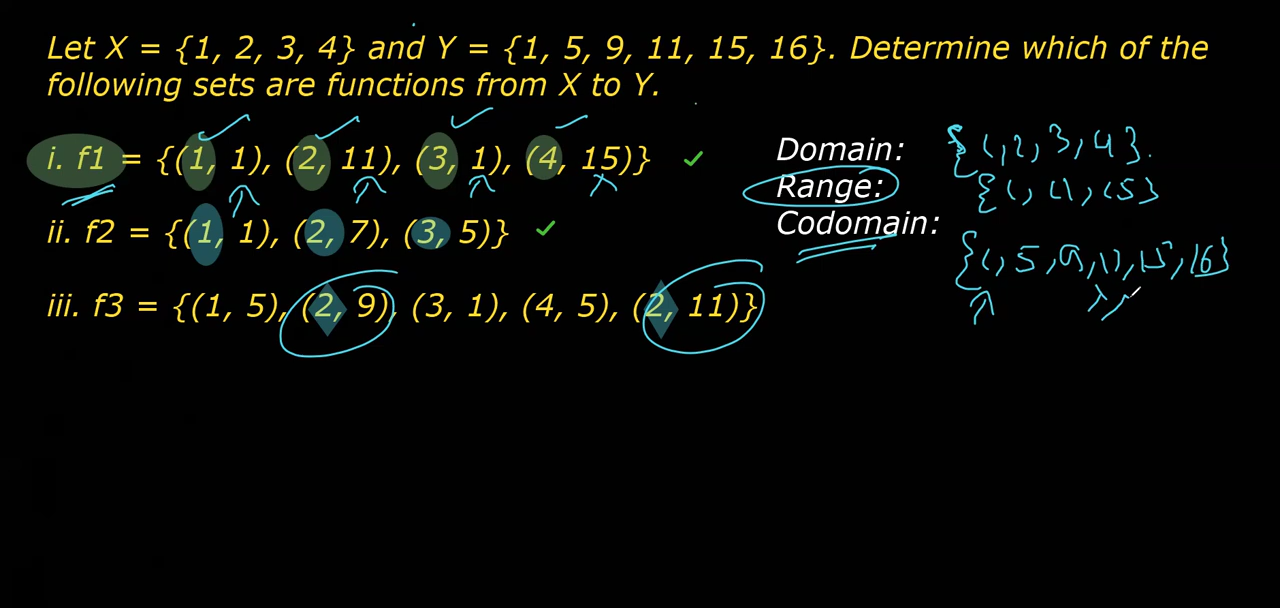 Let X = {1, 2, 3, 4} and Y = {1, 5, 9, 11, 15, 16}. Determine which of the
following sets are functions from X to Y.
i. f1 = {(1, 1), (2, 11), (3, 1), (4, 15)}
ii. f2 = {(1, 1), (2, 7), (3, 5)}
iii. f3 = {(1, 5), (2, 9), (3, 1), (4, 5), (2, 11)}
Domain: {1, 2, 3, 4}.
Range: {1, 11, 15}
Codomain: {1, 5, 9, 11, 15, 16}